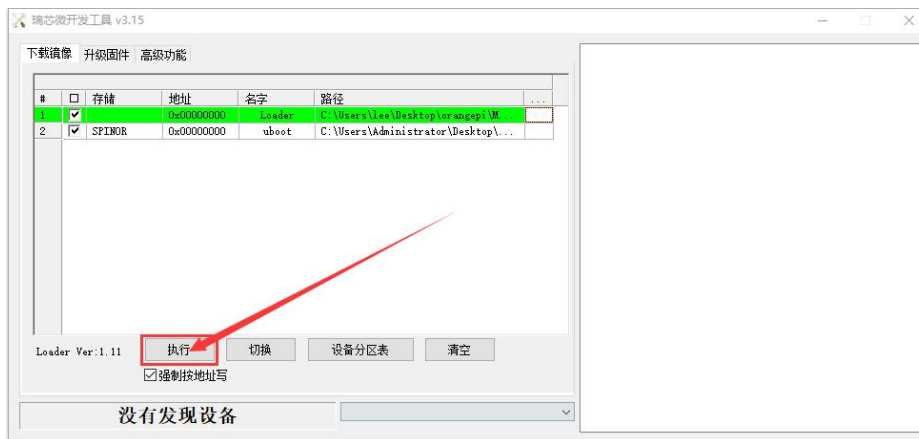 瑞芯微开发工具 v3.15
下载镜像 升级固件 高级功能
# 存储 地址 名字 路径 ...
1 0x00000000 Loader C:\Users\lee\Desktop\orangepi\M...
2 SPINOR 0x00000000 uboot C:\Users\Administrator\Desktop\...
Loader Ver:1.11 执行 切换 设备分区表 清空
强制按地址写
没有发现设备